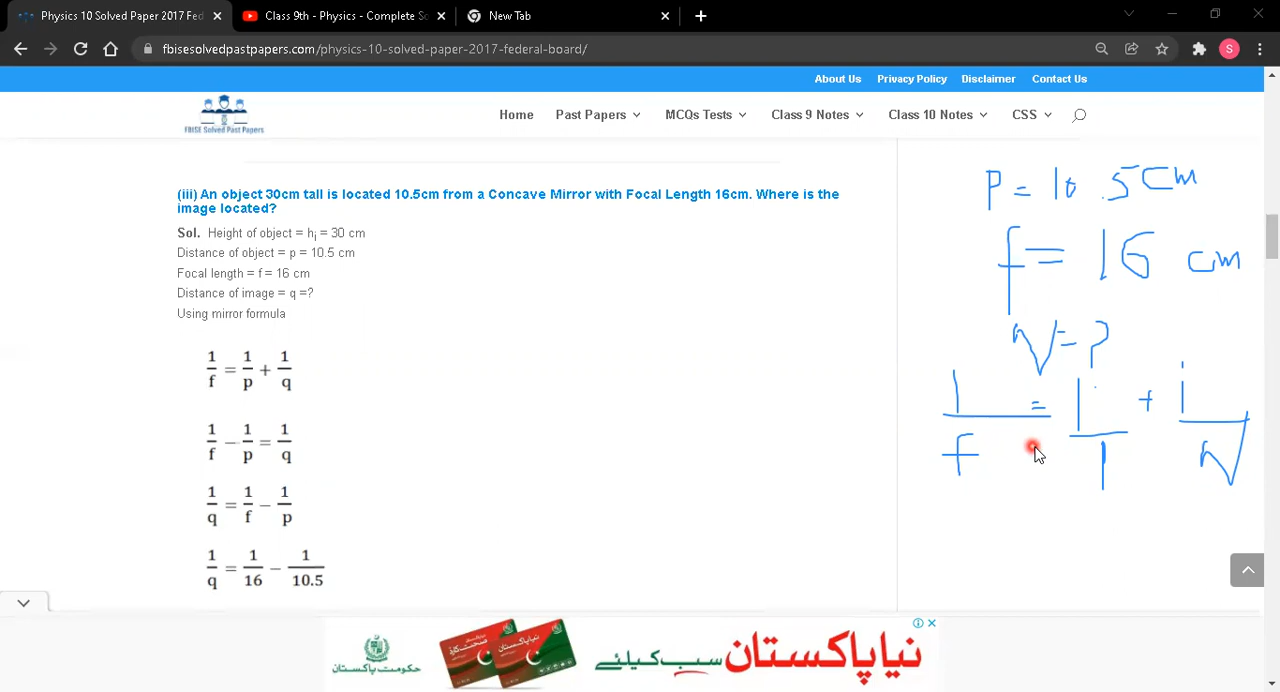 Physics 10 Solved Paper 2017 Fed
Class 9th - Physics - Complete So
New Tab
fbisesolvedpastpapers.com/physics-10-solved-paper-2017-federal-board/
S
About Us Privacy Policy Disclaimer Contact Us
FBISE Solved Past Papers
Home Past Papers MCQs Tests Class 9 Notes Class 10 Notes CSS
(iii) An object 30cm tall is located 10.5cm from a Concave Mirror with Focal Length 16cm. Where is the
image located?
Sol. Height of object = hi = 30 cm
Distance of object = p = 10.5 cm
Focal length = f = 16 cm
Distance of image = q =?
Using mirror formula
1/f = 1/p + 1/q
1/f − 1/p = 1/q
1/q = 1/f − 1/p
1/q = 1/16 − 1/10.5
P = 10.5 cm
f = 16 cm
q = ?
1/f = 1/p + 1/q
حکومت پاکستان
نیا پاکستان
سب کیلئے
نیا پاکستان